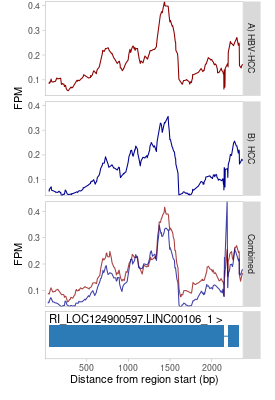 0.4
0.3
0.2
0.1
FPM
A) HBV-HCC
0.4
0.3
0.2
0.1
B) HCC
0.4
0.3
0.2
0.1
FPM
Combined
RI_LOC124900597.LINC00106_1 >
500 1000 1500 2000
Distance from region start (bp)